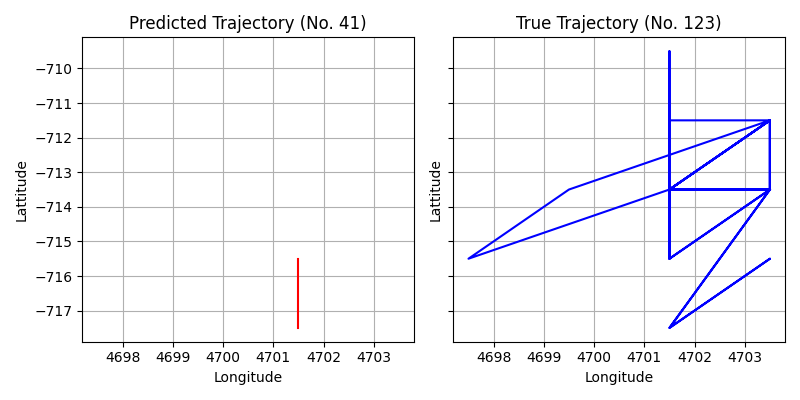 Predicted Trajectory (No. 41)
True Trajectory (No. 123)
Lattitude
−710
−711
−712
−713
−714
−715
−716
−717
4698 4699 4700 4701 4702 4703
Longitude
Lattitude
4698 4699 4700 4701 4702 4703
Longitude